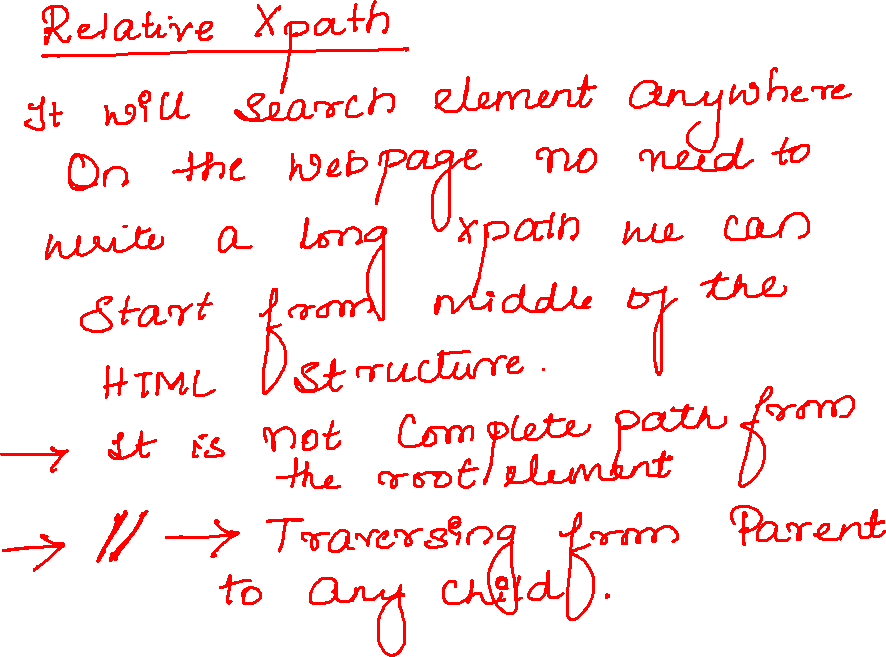 Relative Xpath
It will search element anywhere
On the webpage no need to
write a long xpath we can
Start from middle of the
HTML structure.
→ It is not Complete path from
the root element
→ // → Traversing from Parent
to any child.